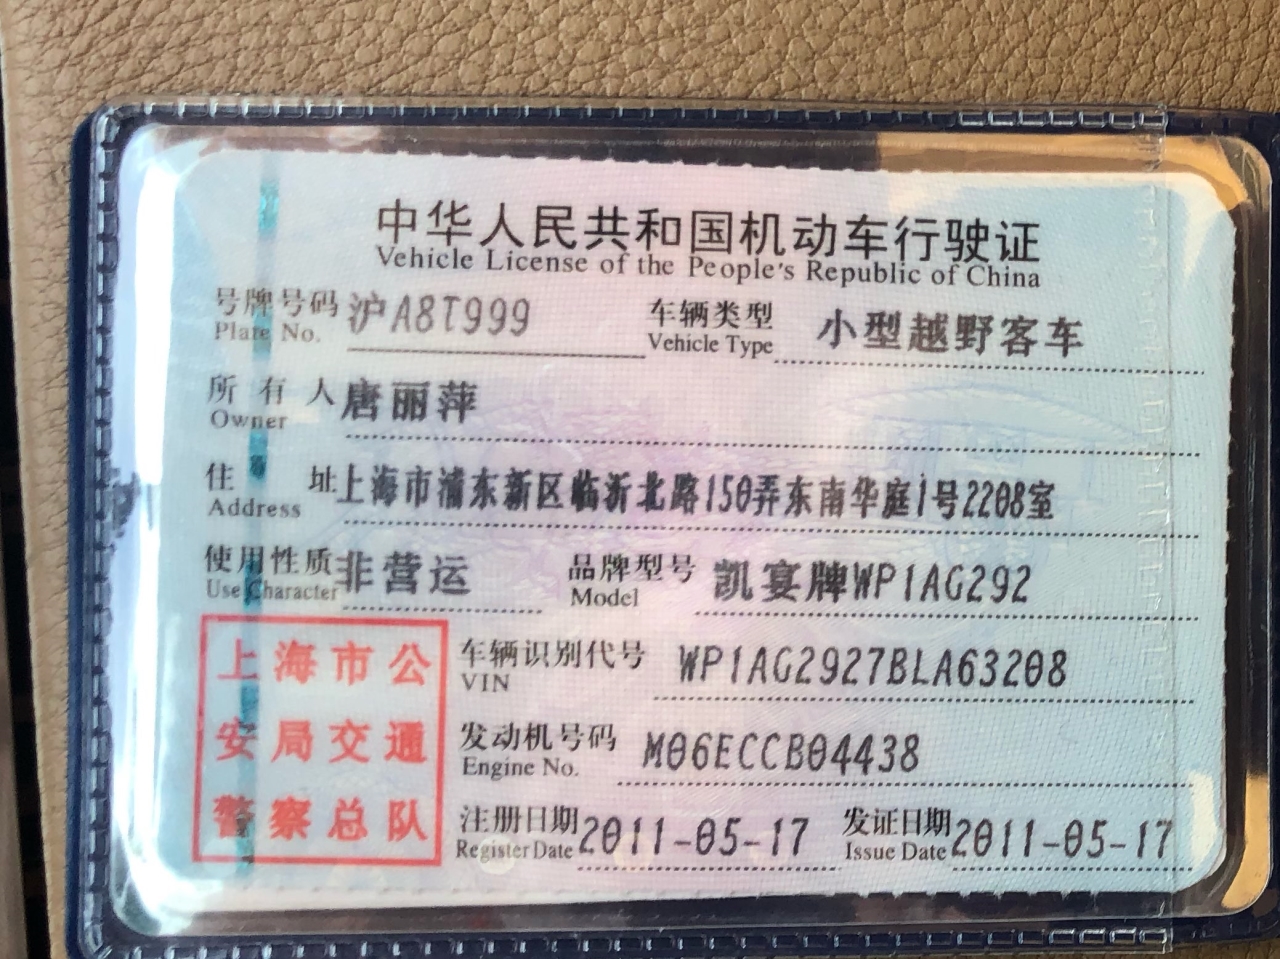 中华人民共和国机动车行驶证
Vehicle License of the People's Republic of China
号牌号码 沪A8T999 车辆类型 小型越野客车
Plate No. Vehicle Type
所有人 唐丽萍
Owner
住址 上海市浦东新区临沂北路150弄东南华庭1号2208室
Address
使用性质 非营运 品牌型号 凯宴牌WP1AG292
Use Character Model
上海市公
安局交通
警察总队
车辆识别代号 WP1AG2927BLA63208
VIN
发动机号码 M06ECCB04438
Engine No.
注册日期 2011-05-17 发证日期 2011-05-17
Register Date Issue Date